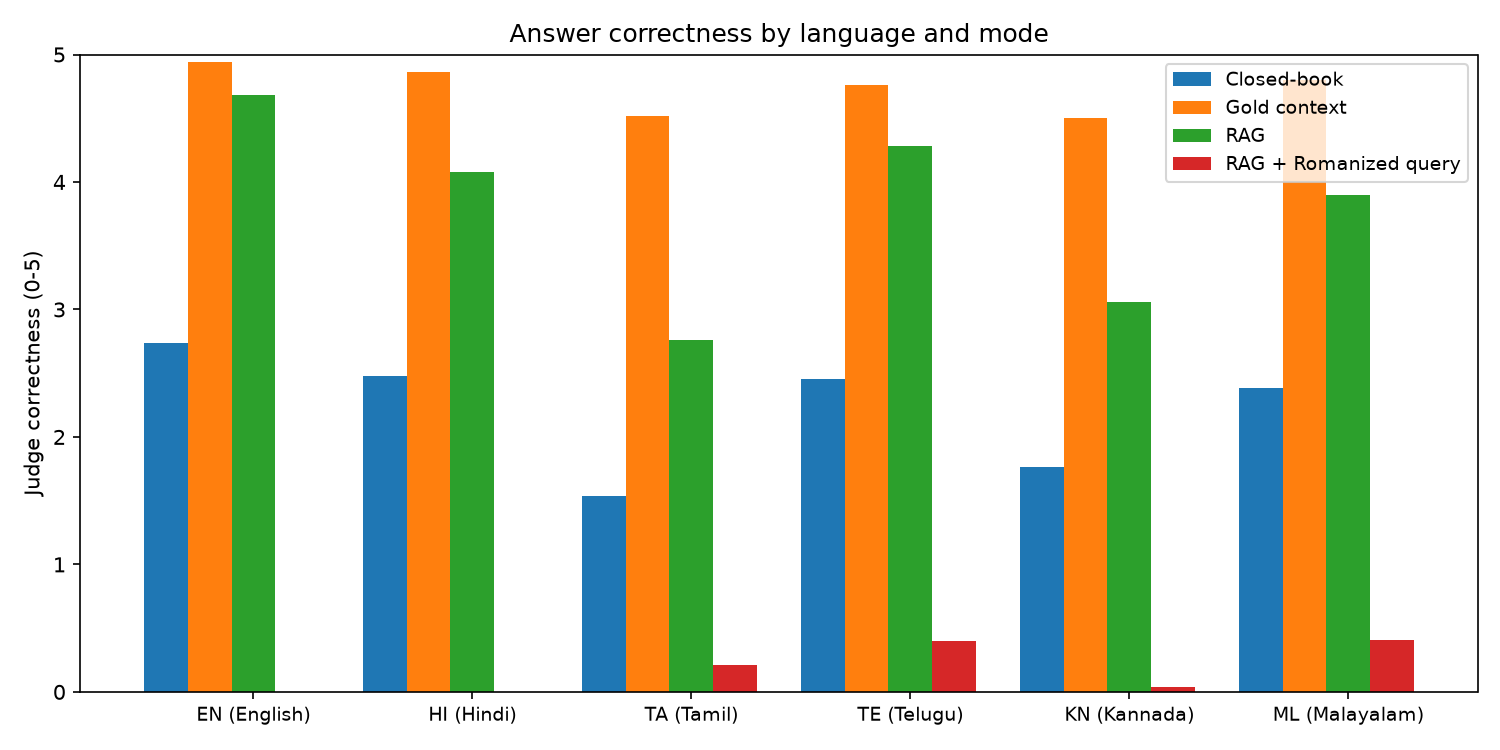 Answer correctness by language and mode
Closed-book
Gold context
RAG
RAG + Romanized query
Judge correctness (0-5)
5
4
3
2
1
0
EN (English) HI (Hindi) TA (Tamil) TE (Telugu) KN (Kannada) ML (Malayalam)